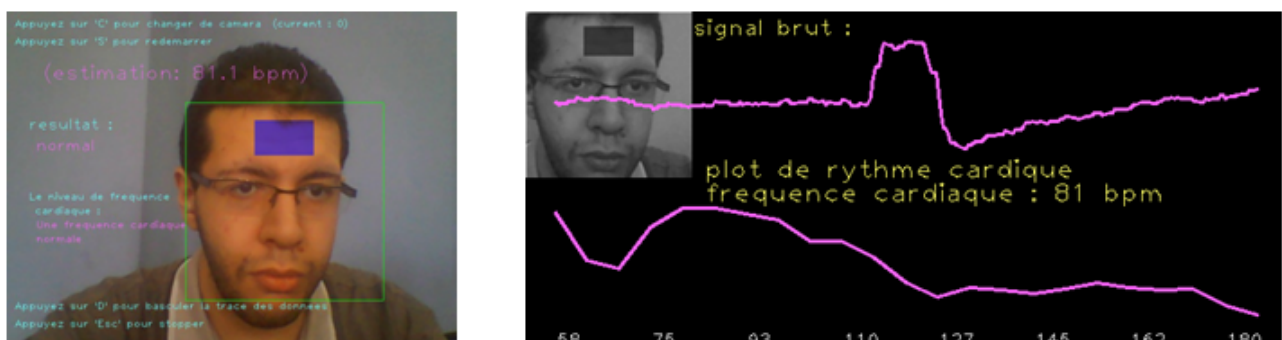 Appuyez sur 'C' pour changer de camera (current : 0)
Appuyez sur 'S' pour redemarrer
(estimation: 81.1 bpm)
resultat :
normal
Le niveau de frequence
cardiaque :
Une frequence cardiaque
normale
Appuyez sur 'D' pour basculer la trace des données
Appuyez sur 'Esc' pour stopper
signal brut :
plot de rythme cardique
frequence cardiaque : 81 bpm
58 75 93 110 127 145 162 180